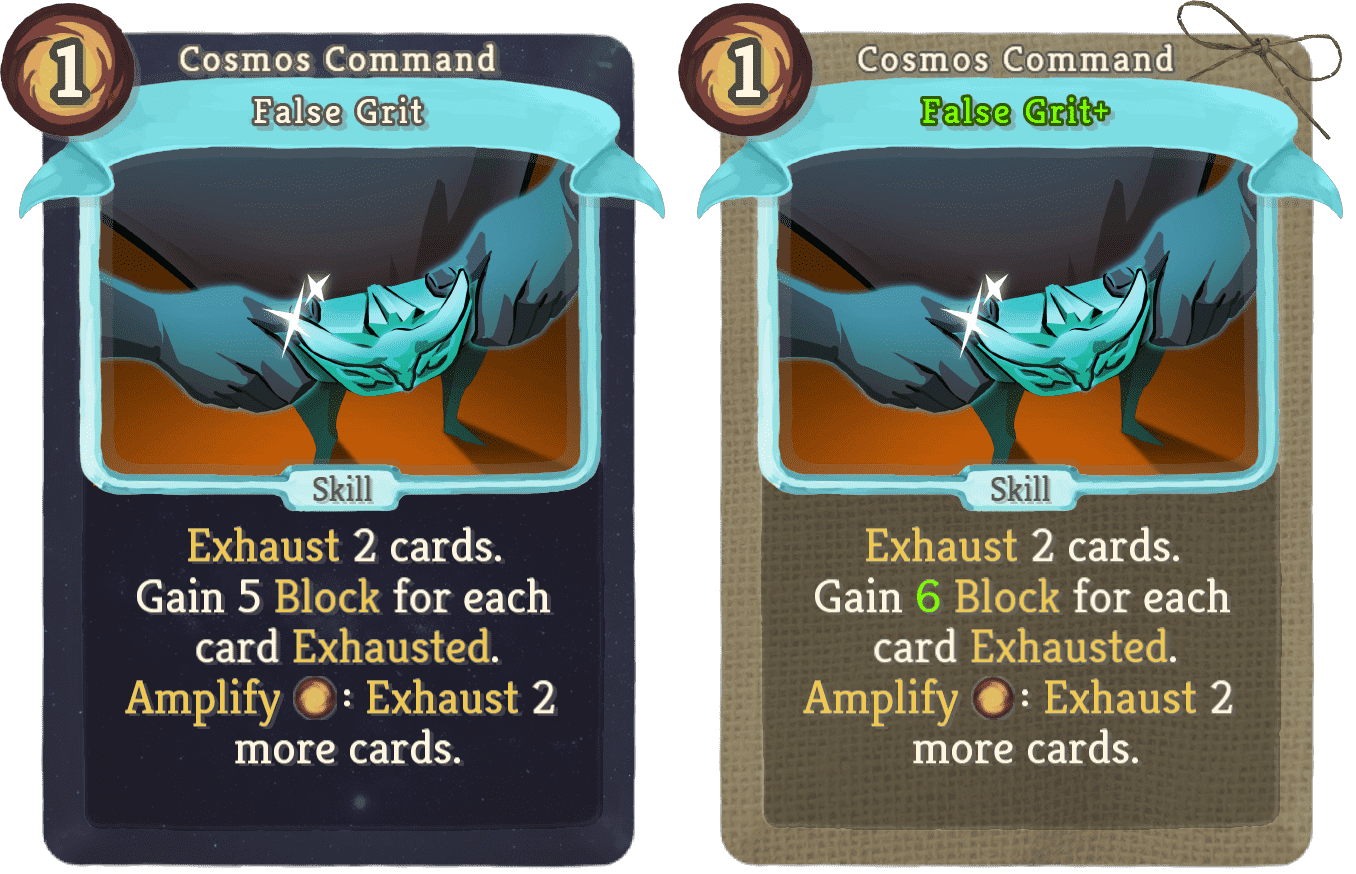 1
Cosmos Command
False Grit
Skill
Exhaust 2 cards.
Gain 5 Block for each
card Exhausted.
Amplify : Exhaust 2
more cards.
1
Cosmos Command
False Grit+
Skill
Exhaust 2 cards.
Gain 6 Block for each
card Exhausted.
Amplify : Exhaust 2
more cards.